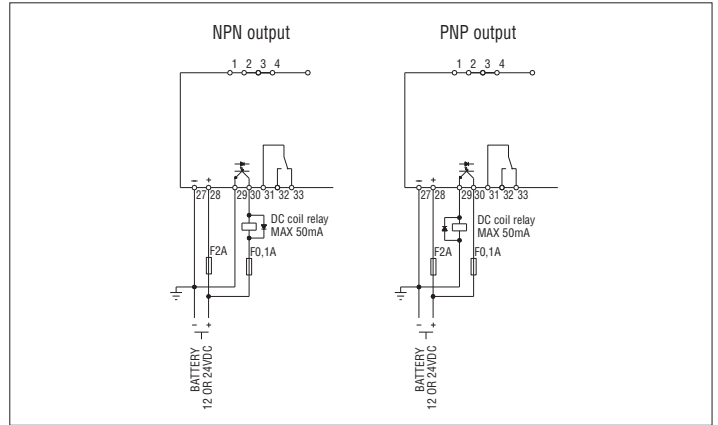 NPN output
1 2 3 4
– +
27 28 29 30 31 32 33
DC coil relay
MAX 50mA
F2A F0,1A
– +
BATTERY
12 OR 24VDC
PNP output
1 2 3 4
– +
27 28 29 30 31 32 33
DC coil relay
MAX 50mA
F2A F0,1A
– +
BATTERY
12 OR 24VDC